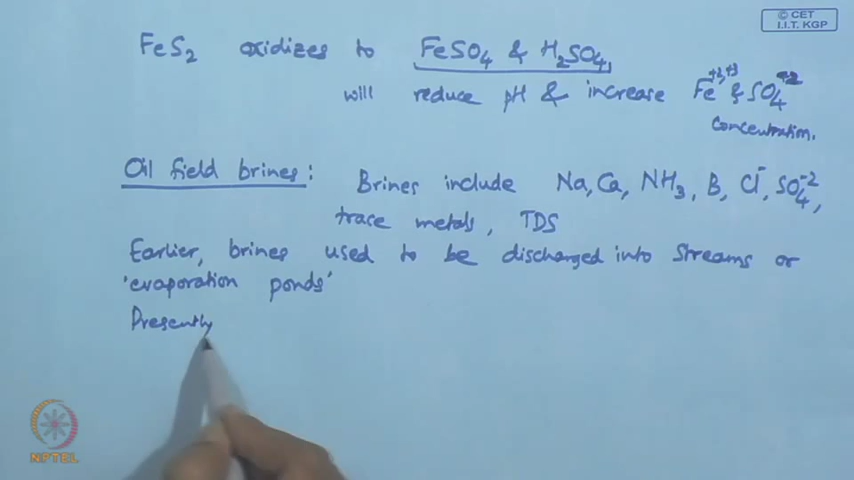 © CET
I.I.T. KGP
FeS2 oxidizes to FeSO4 & H2SO4
will reduce pH & increase Fe+2,+3 & SO4-2
Concentration.
Oil field brines: Brines include Na, Ca, NH3, B, Cl-, SO4-2,
trace metals, TDS
Earlier, brines used to be discharged into streams or
'evaporation ponds'
Presently
NPTEL